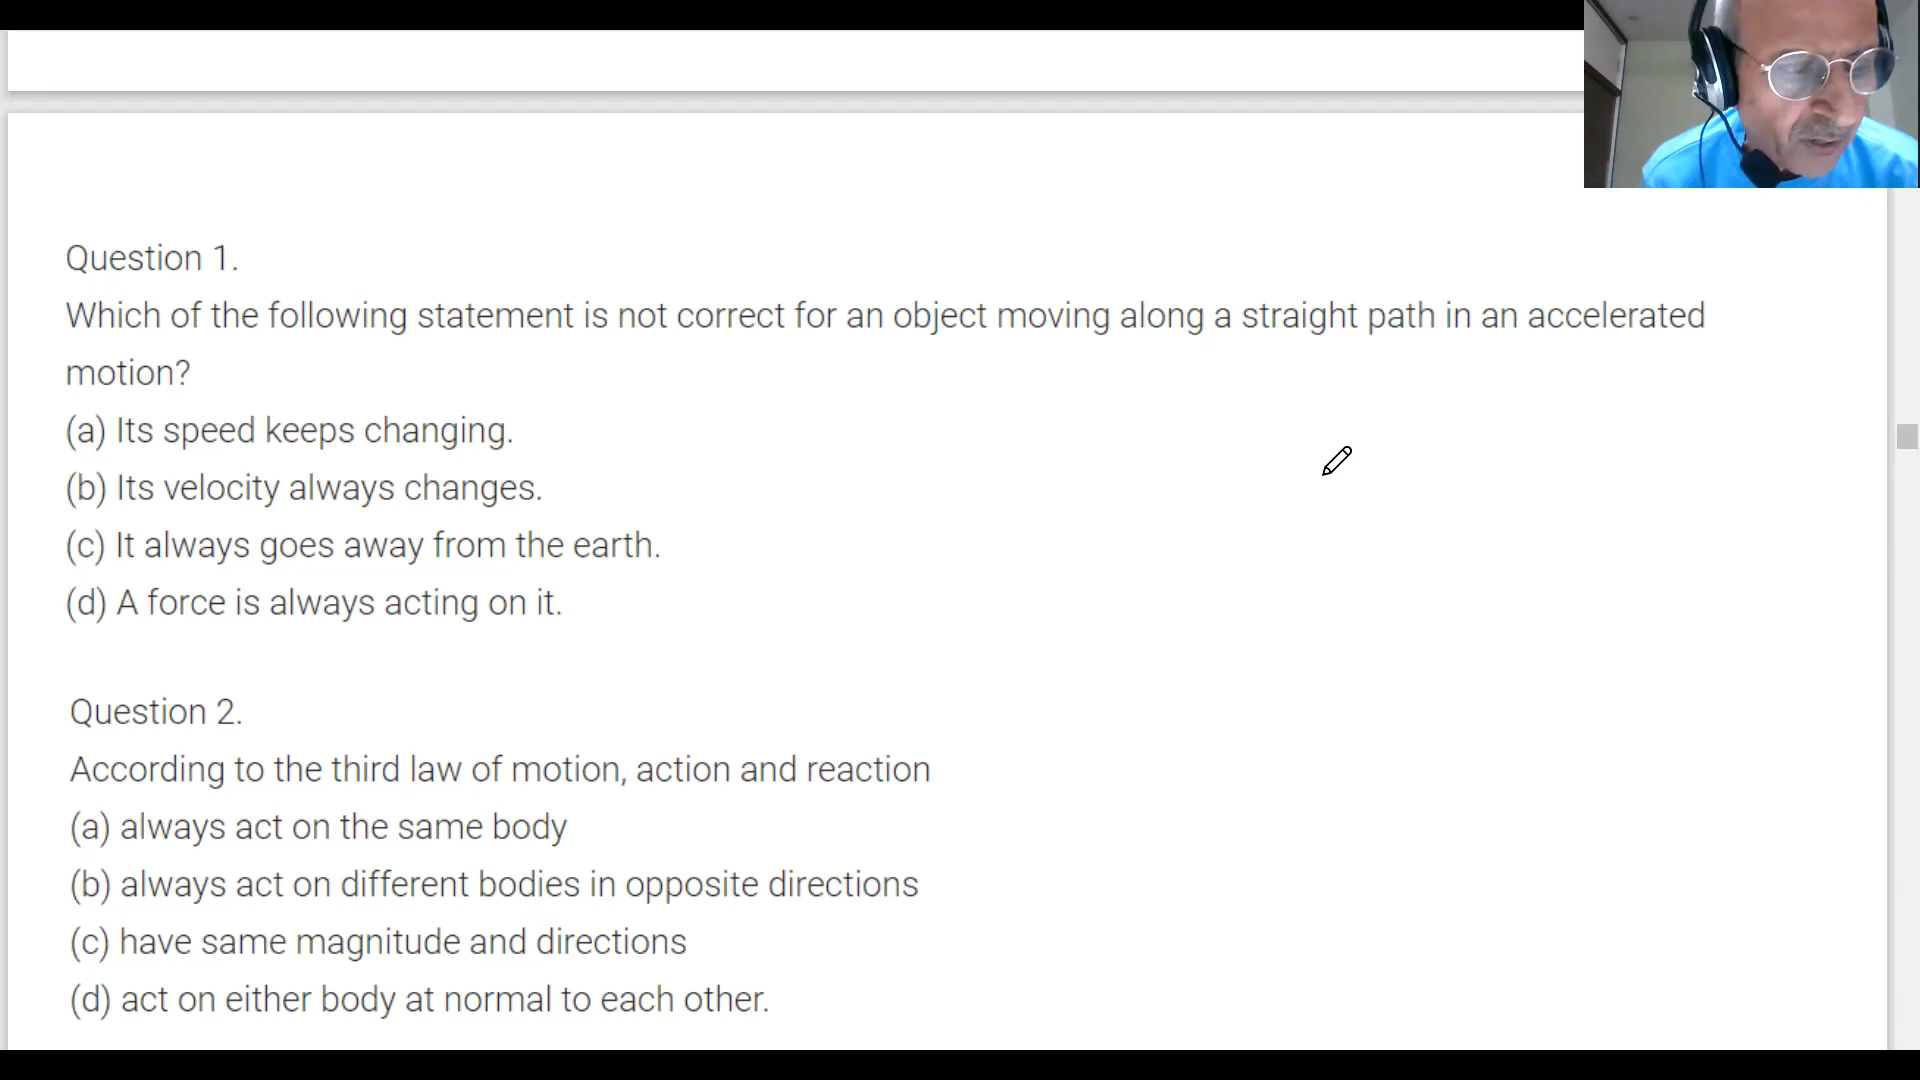 Question 1.
Which of the following statement is not correct for an object moving along a straight path in an accelerated
motion?
(a) Its speed keeps changing.
(b) Its velocity always changes.
(c) It always goes away from the earth.
(d) A force is always acting on it.
Question 2.
According to the third law of motion, action and reaction
(a) always act on the same body
(b) always act on different bodies in opposite directions
(c) have same magnitude and directions
(d) act on either body at normal to each other.